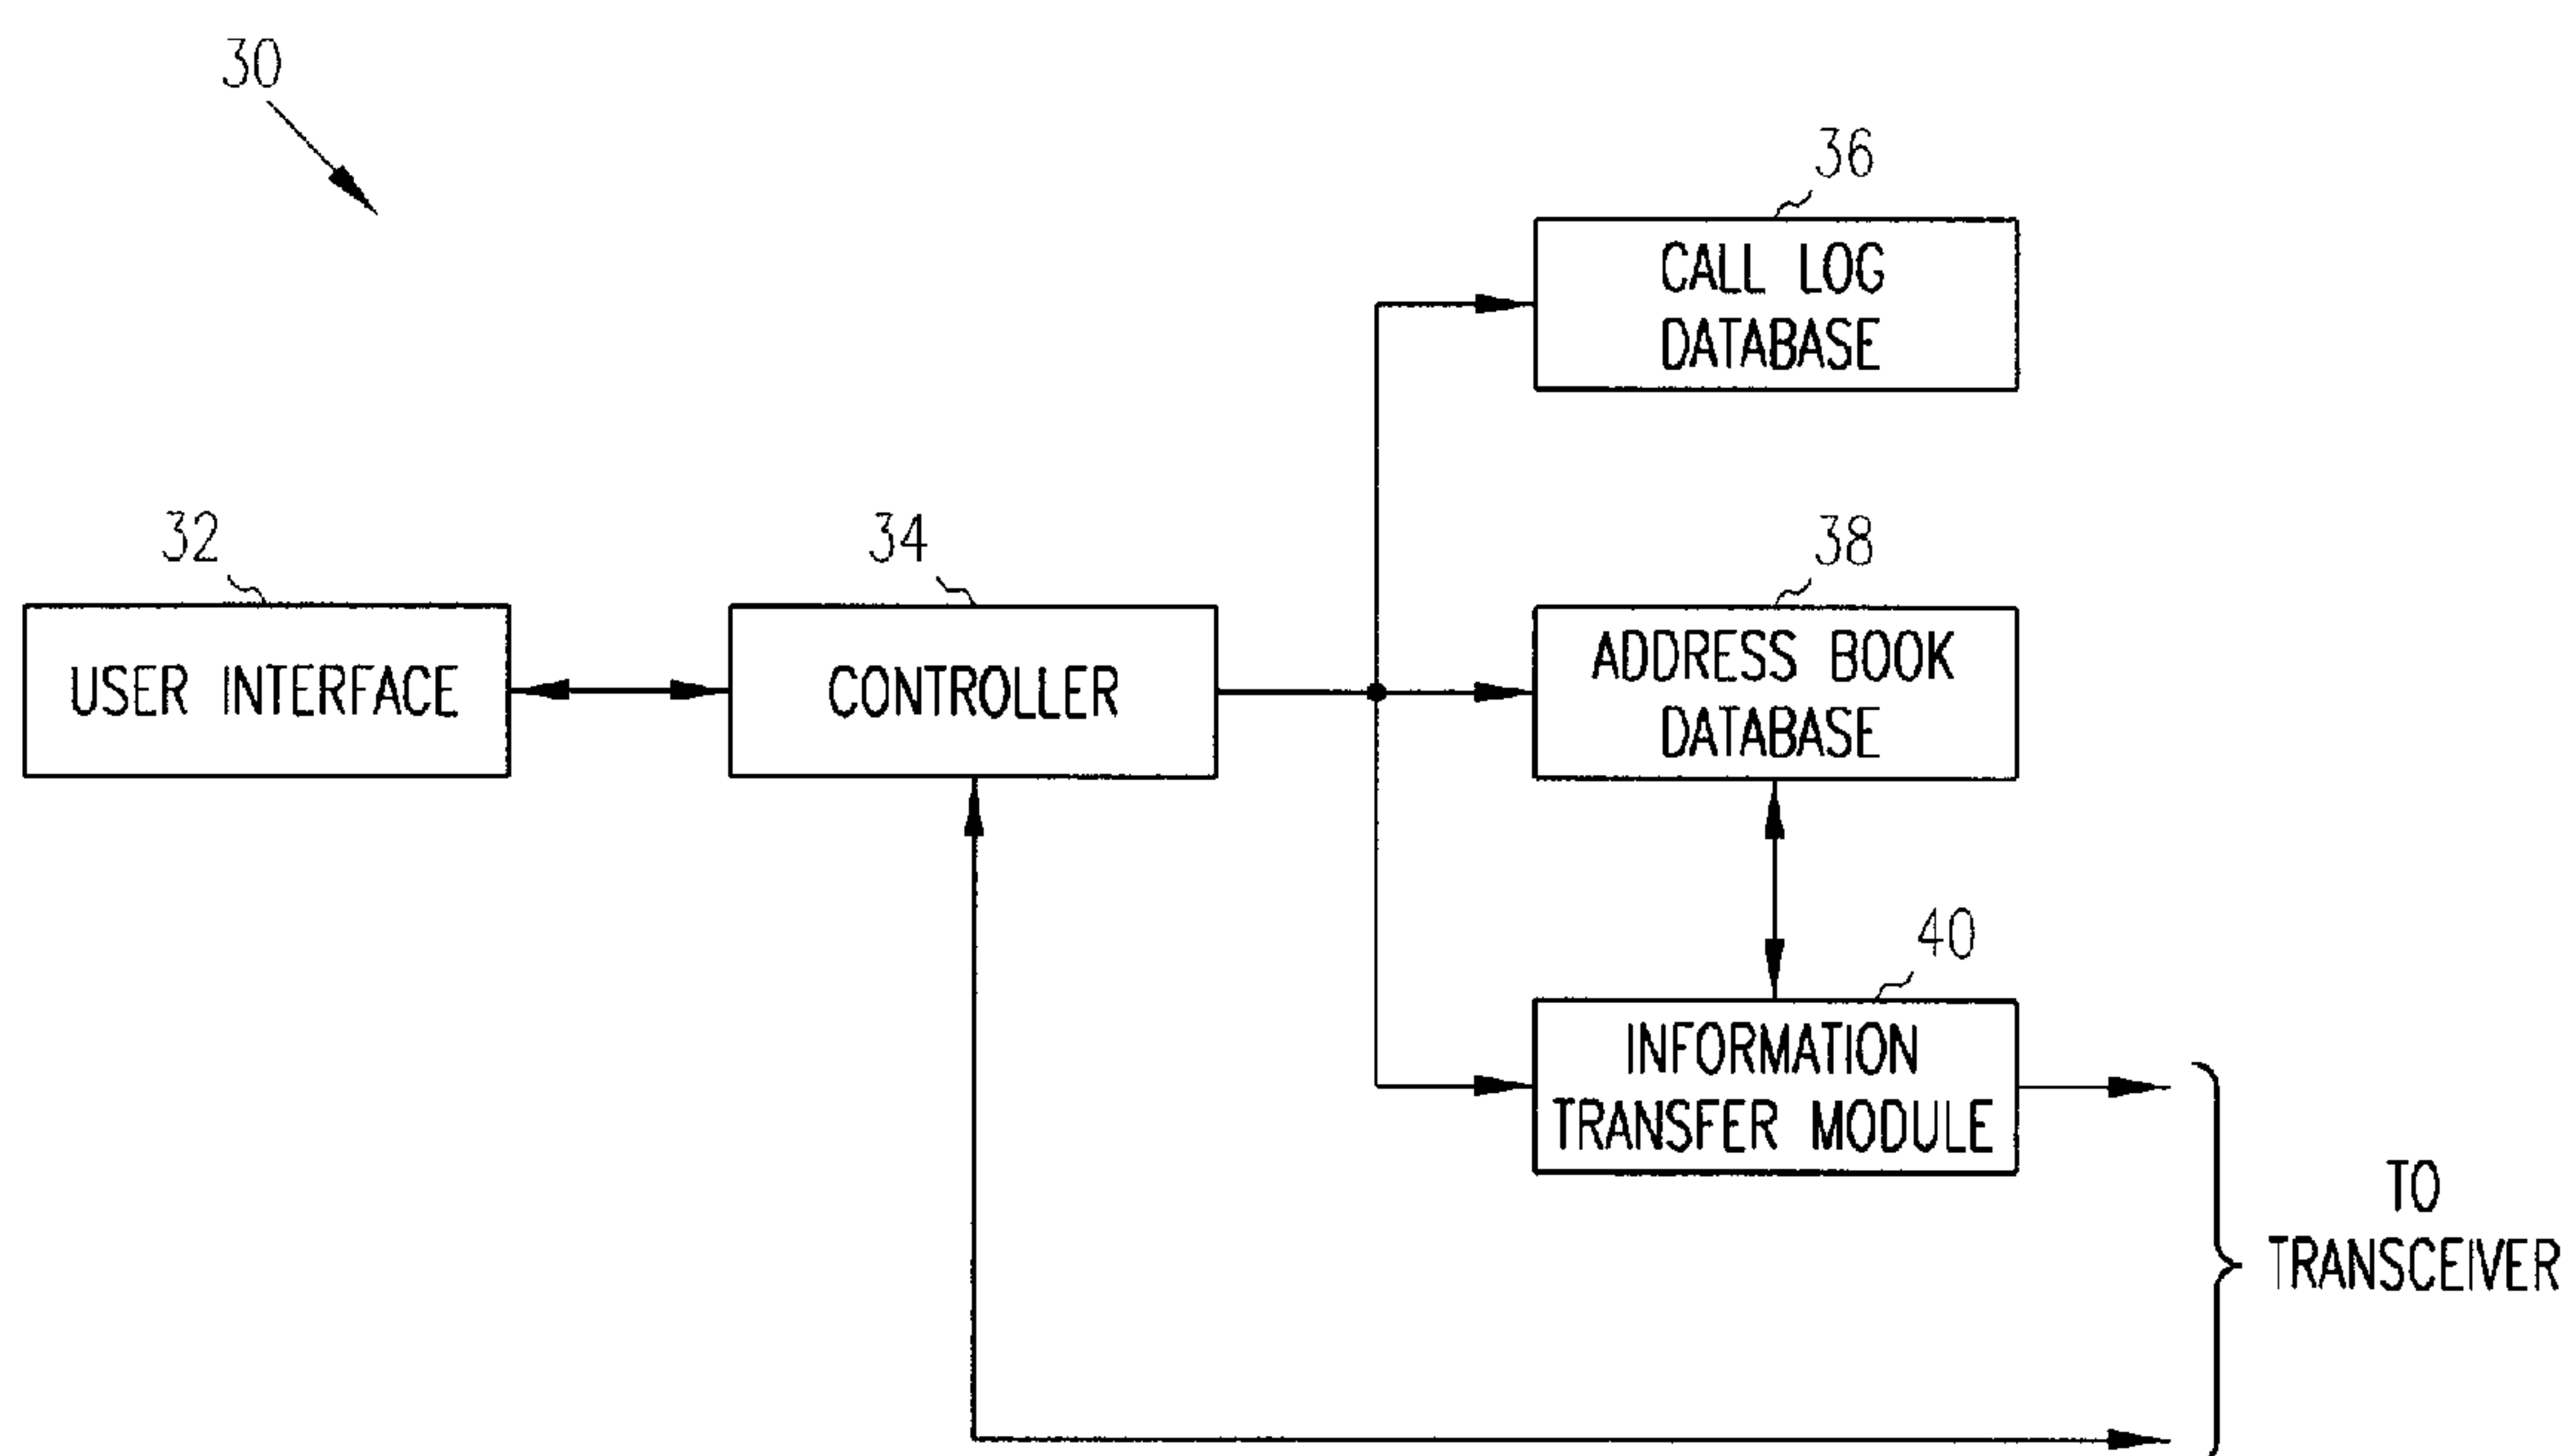 30
36
CALL LOG
DATABASE
32
34
38
USER INTERFACE
CONTROLLER
ADDRESS BOOK
DATABASE
40
INFORMATION
TRANSFER MODULE
TO
TRANSCEIVER